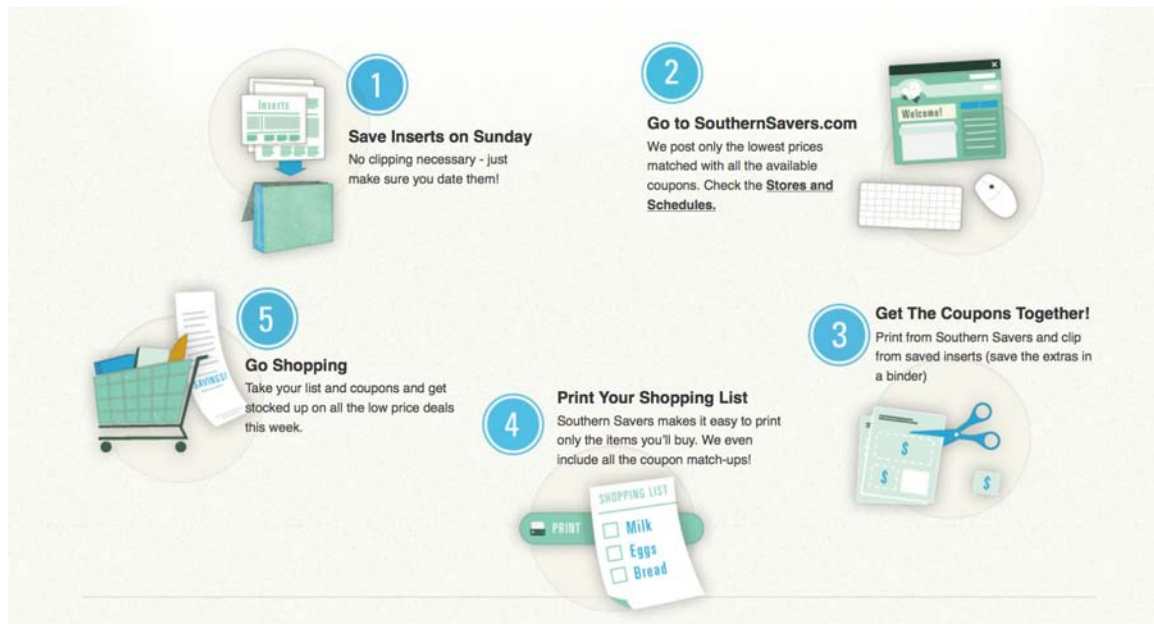 1
Inserts
Save Inserts on Sunday
No clipping necessary - just
make sure you date them!
2
Go to SouthernSavers.com
We post only the lowest prices
matched with all the available
coupons. Check the Stores and
Schedules.
Welcome!
3
Get The Coupons Together!
Print from Southern Savers and clip
from saved inserts (save the extras in
a binder)
$
$
$
4
Print Your Shopping List
Southern Savers makes it easy to print
only the items you'll buy. We even
include all the coupon match-ups!
SHOPPING LIST
PRINT
Milk
Eggs
Bread
5
Go Shopping
Take your list and coupons and get
stocked up on all the low price deals
this week.
SAVINGS!